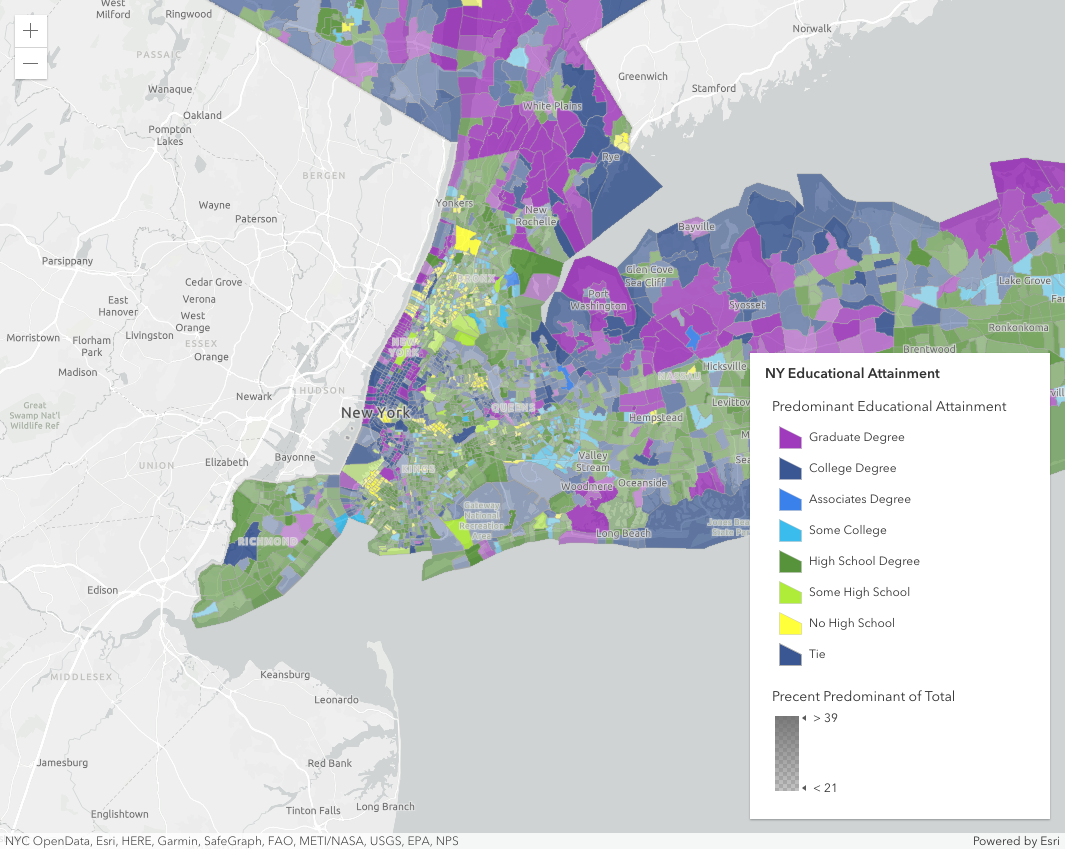 West
Milford
Ringwood
Norwalk
PASSAIC
Greenwich
Stamford
Wanaque
White Plains
Oakland
Pompton
Lakes
Rye
BERGEN
Wayne
Paterson
Yonkers
New
Rochelle
Bayville
Parsippany
Glen Cove
Sea Cliff
BRONX
Cedar Grove
Port
Washington
Lake Grove
East
Hanover
Verona
West
Orange
Syosset
Morristown
Florham
Park
Livingston
ESSEX
Orange
NEW
YORK
Ronkonkoma
Brentwood
Madison
Hicksville
NASSAU
HUDSON
Newark
New York
QUEENS
Great
Swamp Nat'l
Wildlife Ref
Hempstead
Levittow
UNION
Elizabeth
Bayonne
KINGS
Valley
Stream
Woodmere
Oceanside
Gateway
National
Recreation
Area
Long Beach
RICHMOND
Edison
MIDDLESEX
Keansburg
Leonardo
Jamesburg
Red Bank
Englishtown
Tinton Falls
Long Branch
NY Educational Attainment
Predominant Educational Attainment
Graduate Degree
College Degree
Associates Degree
Some College
High School Degree
Some High School
No High School
Tie
Precent Predominant of Total
> 39
< 21
NYC OpenData, Esri, HERE, Garmin, SafeGraph, FAO, METI/NASA, USGS, EPA, NPS
Powered by Esri